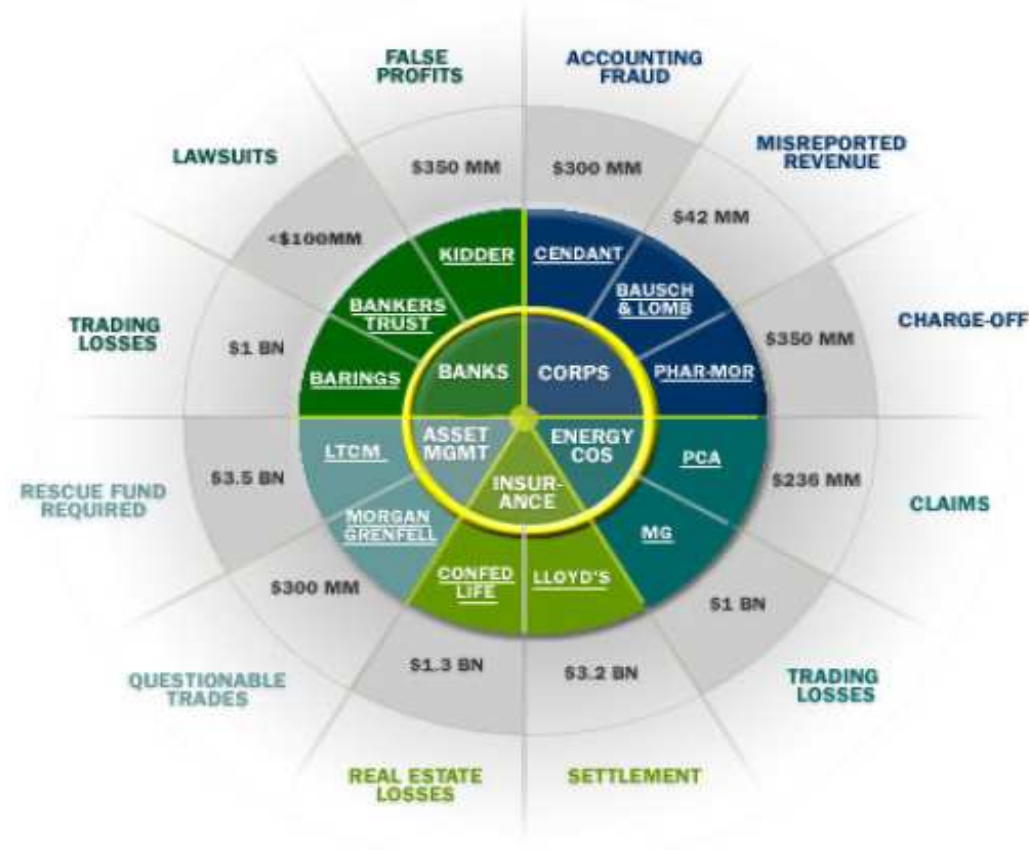 FALSE
PROFITS
ACCOUNTING
FRAUD
LAWSUITS
MISREPORTED
REVENUE
$350 MM
$300 MM
<$100MM
$42 MM
KIDDER
CENDANT
BANKERS
TRUST
BAUSCH
& LOMB
TRADING
LOSSES
CHARGE-OFF
$1 BN
$350 MM
BARINGS
BANKS
CORPS
PHAR-MOR
ASSET
MGMT
ENERGY
COS
LTCM
PCA
RESCUE FUND
REQUIRED
$3.5 BN
INSUR-
ANCE
$236 MM
CLAIMS
MORGAN
GRENFELL
MG
CONFED
LIFE
LLOYD'S
$300 MM
$1 BN
$1.3 BN
$3.2 BN
QUESTIONABLE
TRADES
TRADING
LOSSES
REAL ESTATE
LOSSES
SETTLEMENT